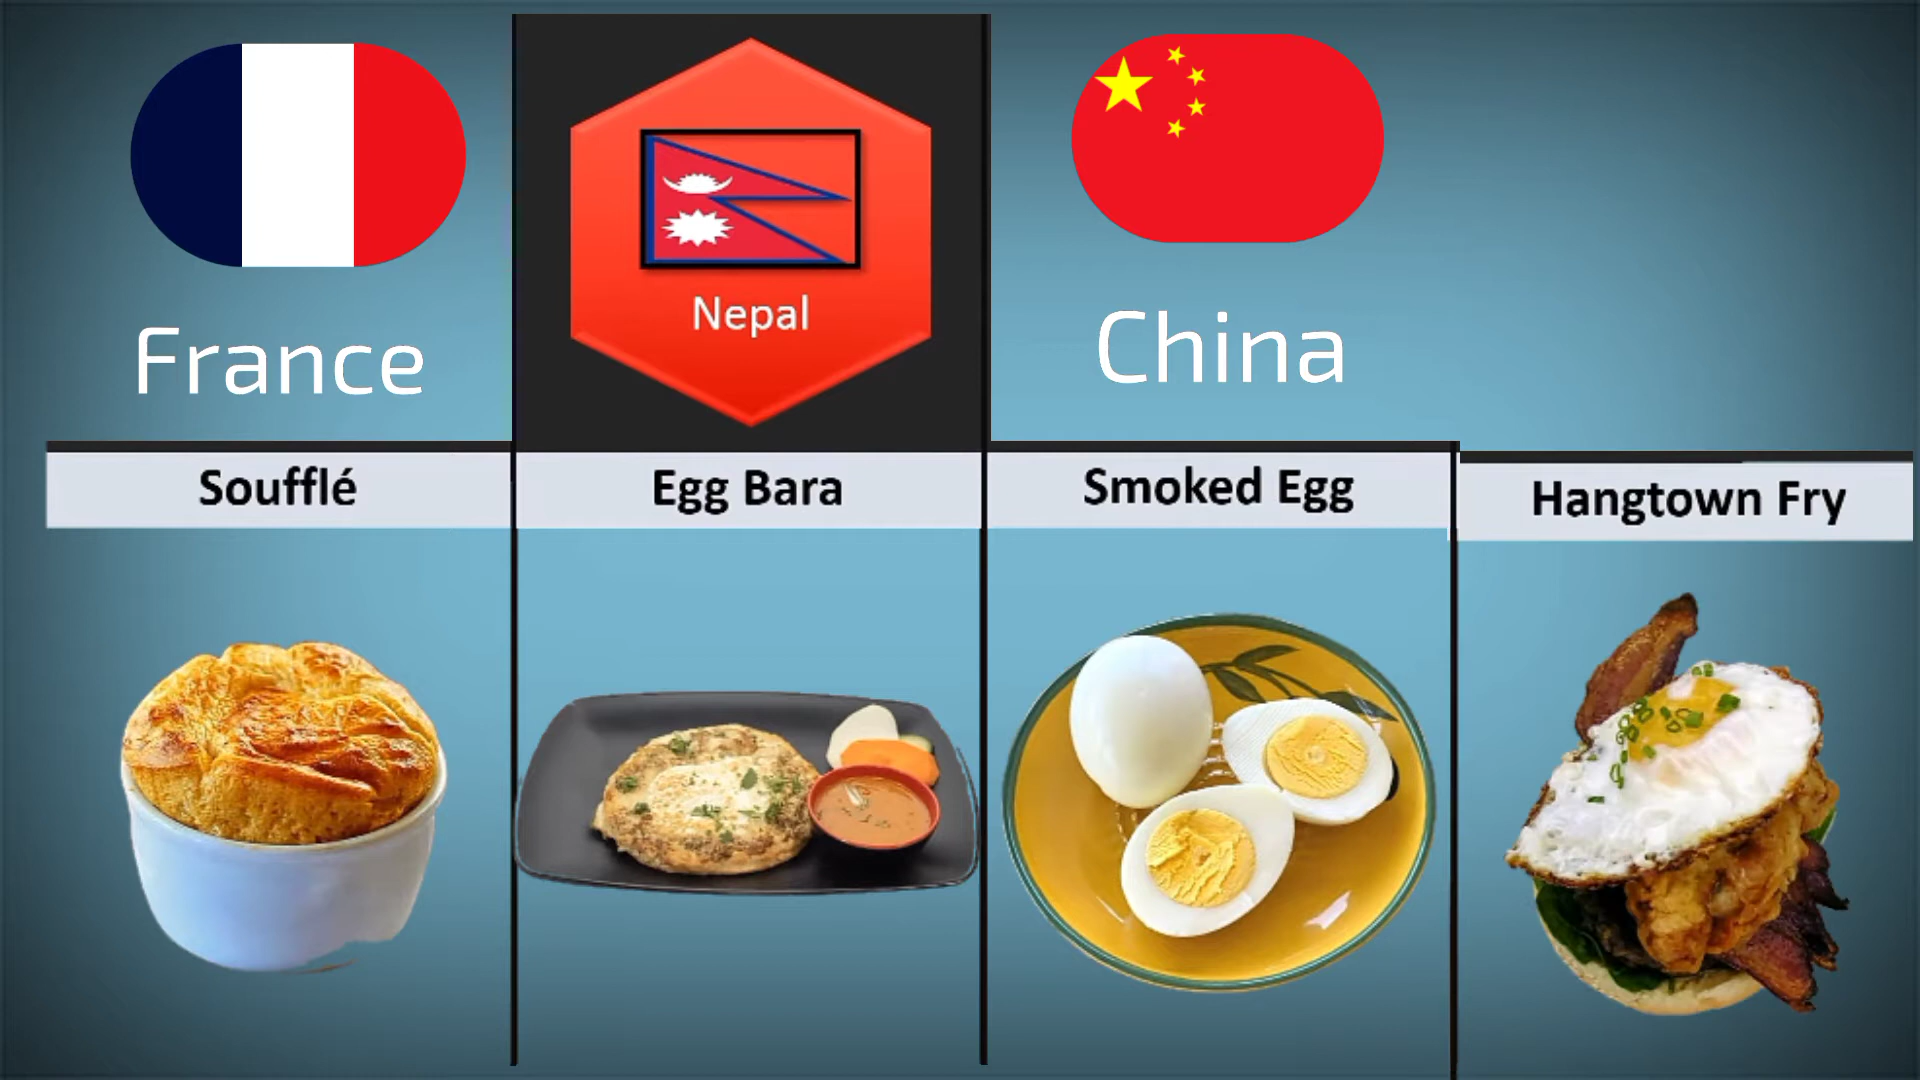 France
Nepal
China
Soufflé
Egg Bara
Smoked Egg
Hangtown Fry